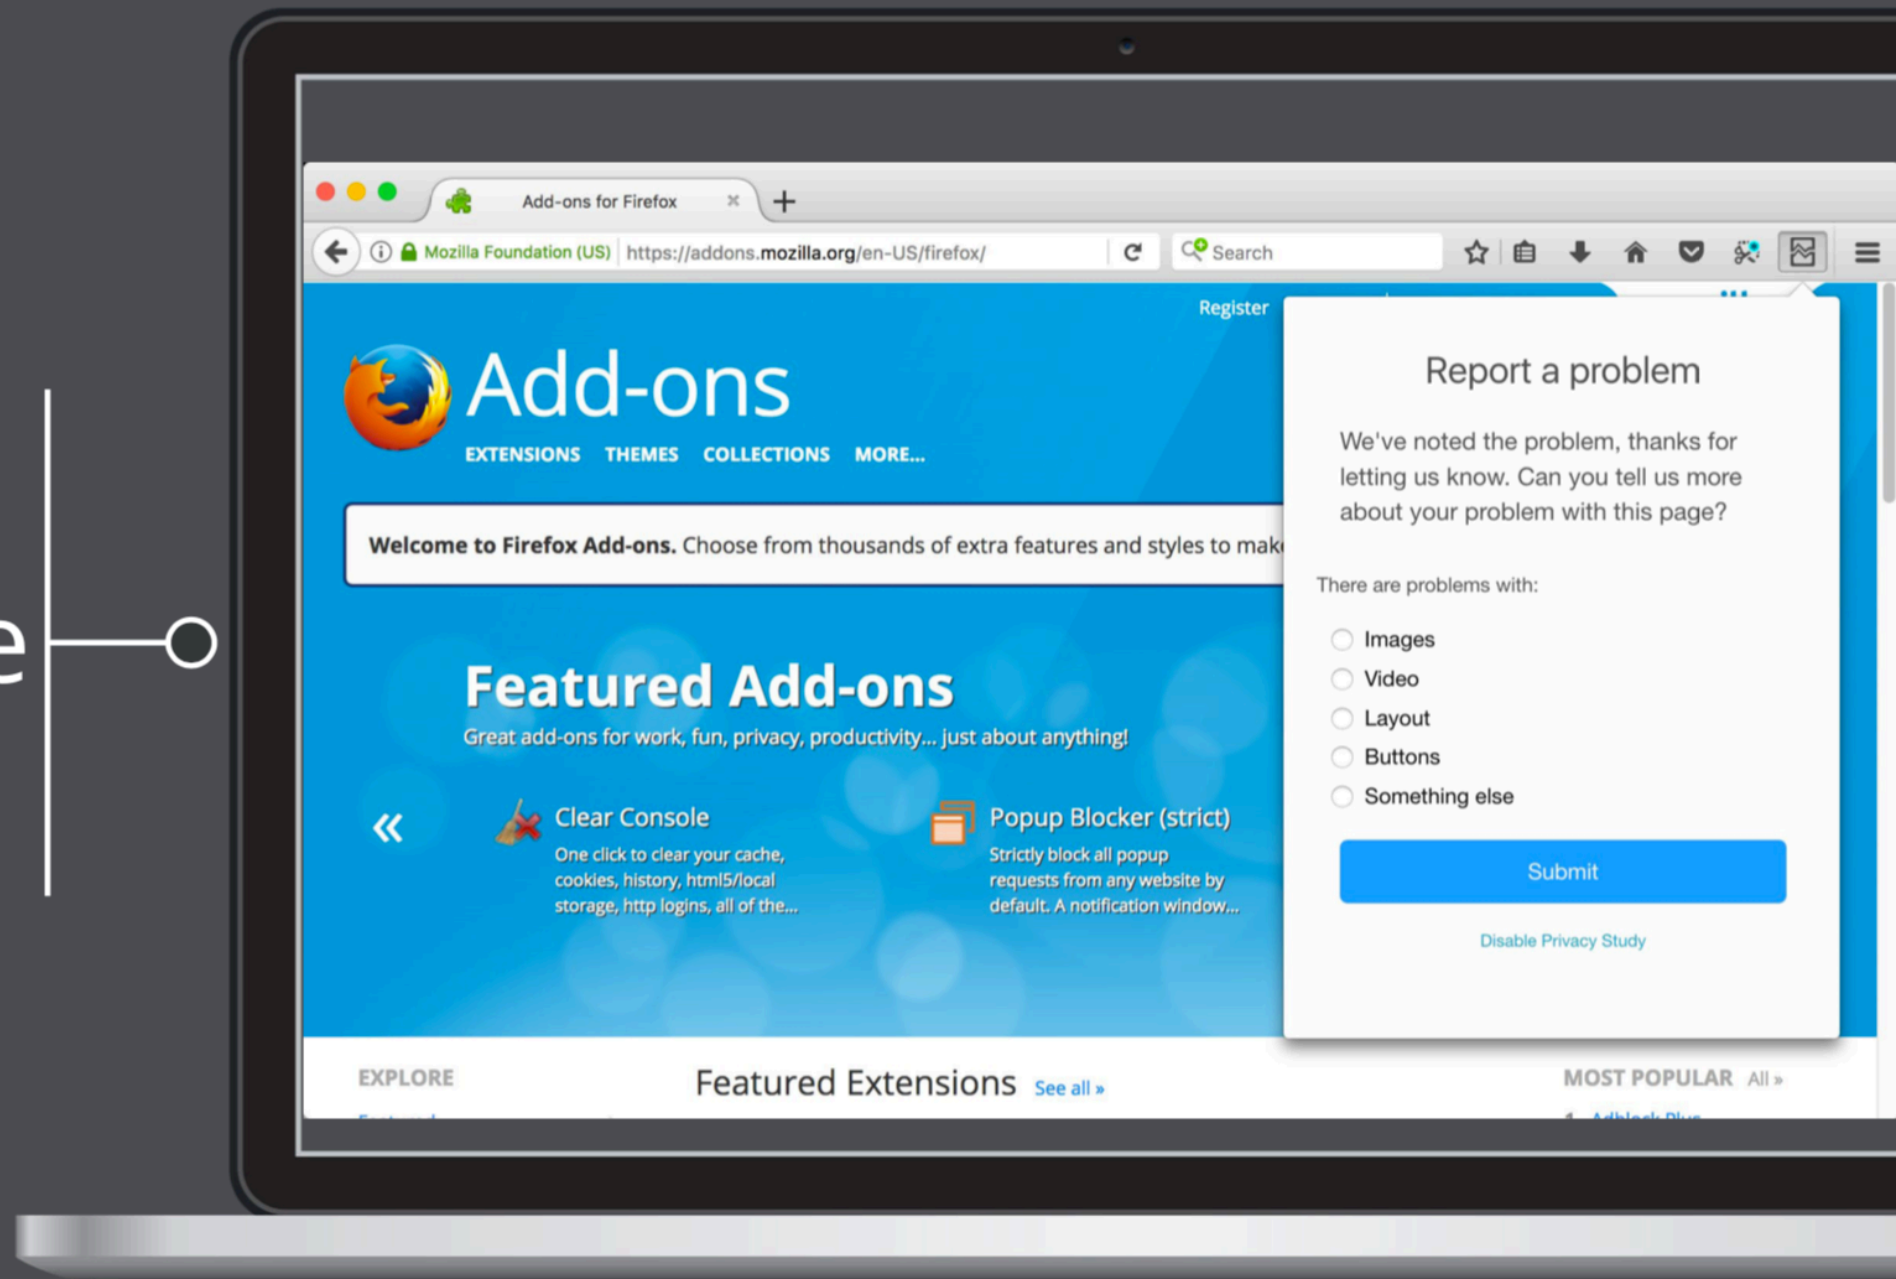 e
Add-ons for Firefox
Mozilla Foundation (US) https://addons.mozilla.org/en-US/firefox/ Search
Register
Add-ons
EXTENSIONS THEMES COLLECTIONS MORE...
Welcome to Firefox Add-ons. Choose from thousands of extra features and styles to mak
Featured Add-ons
Great add-ons for work, fun, privacy, productivity... just about anything!
«
Clear Console
One click to clear your cache,
cookies, history, html5/local
storage, http logins, all of the...
Popup Blocker (strict)
Strictly block all popup
requests from any website by
default. A notification window...
Report a problem
We've noted the problem, thanks for
letting us know. Can you tell us more
about your problem with this page?
There are problems with:
Images
Video
Layout
Buttons
Something else
Submit
Disable Privacy Study
EXPLORE
Featured Extensions See all »
MOST POPULAR All »